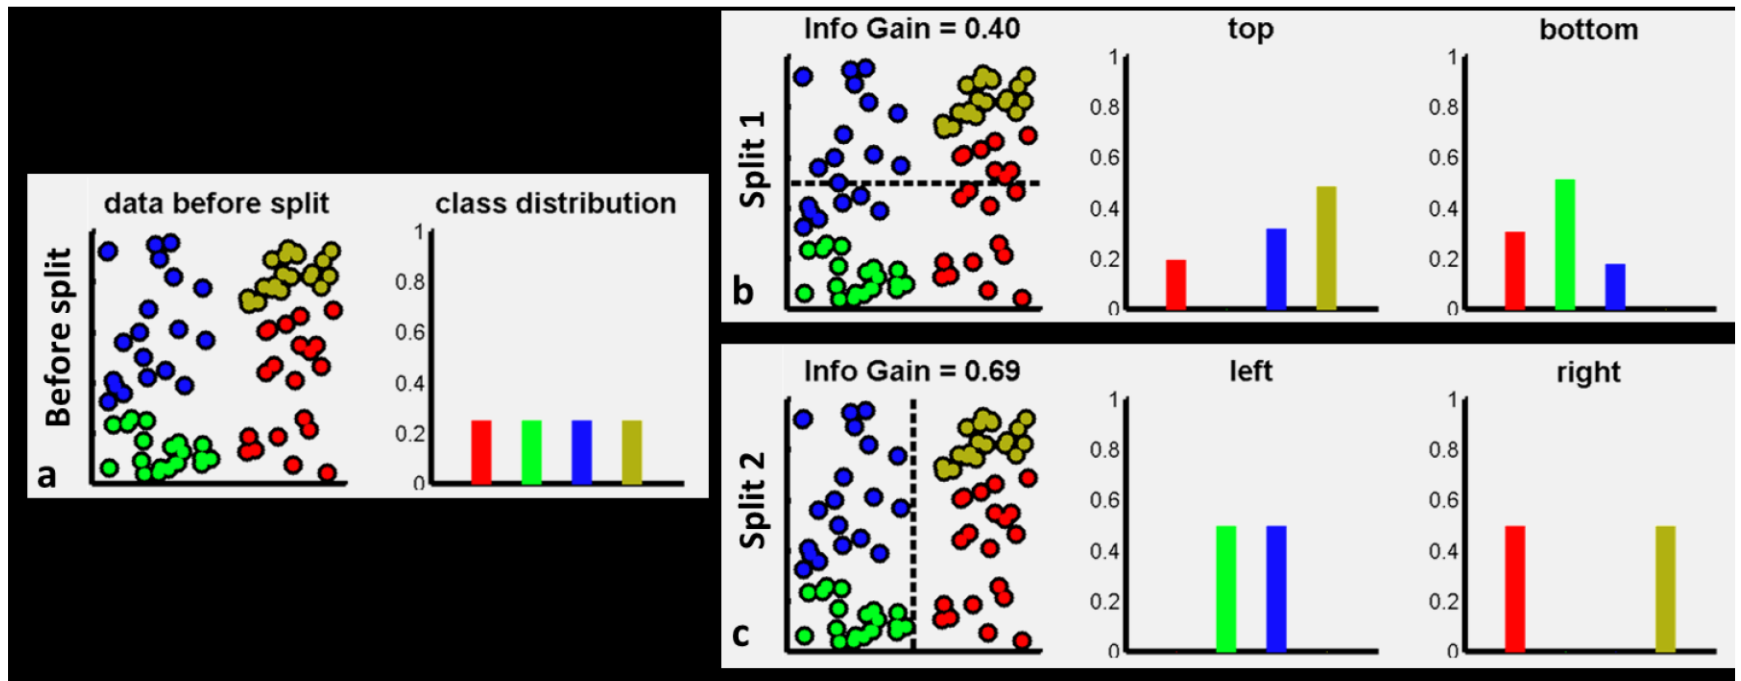 Before split
a
data before split
1
0.8
0.6
0.4
0.2
0
class distribution
Split 1
b
Info Gain = 0.40
top
1
0.8
0.6
0.4
0.2
0
bottom
1
0.8
0.6
0.4
0.2
0
Split 2
c
Info Gain = 0.69
left
1
0.8
0.6
0.4
0.2
0
right
1
0.8
0.6
0.4
0.2
0